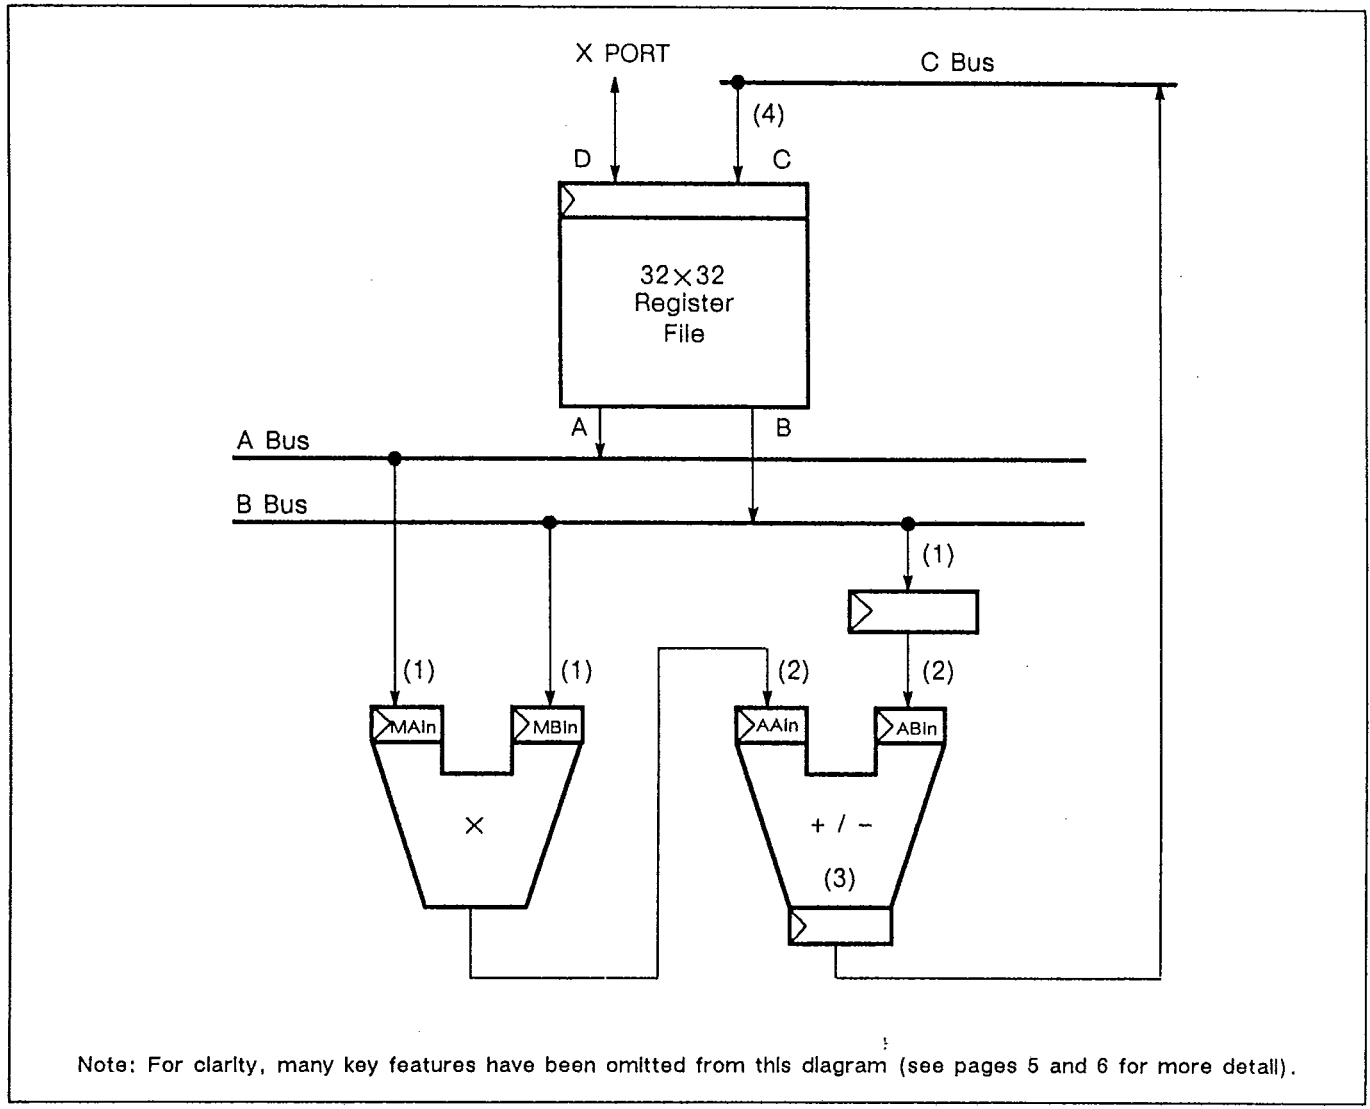 X PORT
C Bus
(4)
D
C
32×32
Register
File
A
B
A Bus
B Bus
(1)
(1)
(1)
(2)
(2)
MAIn
MBIn
AAIn
ABIn
×
+ / −
(3)
Note: For clarity, many key features have been omitted from this diagram (see pages 5 and 6 for more detail).